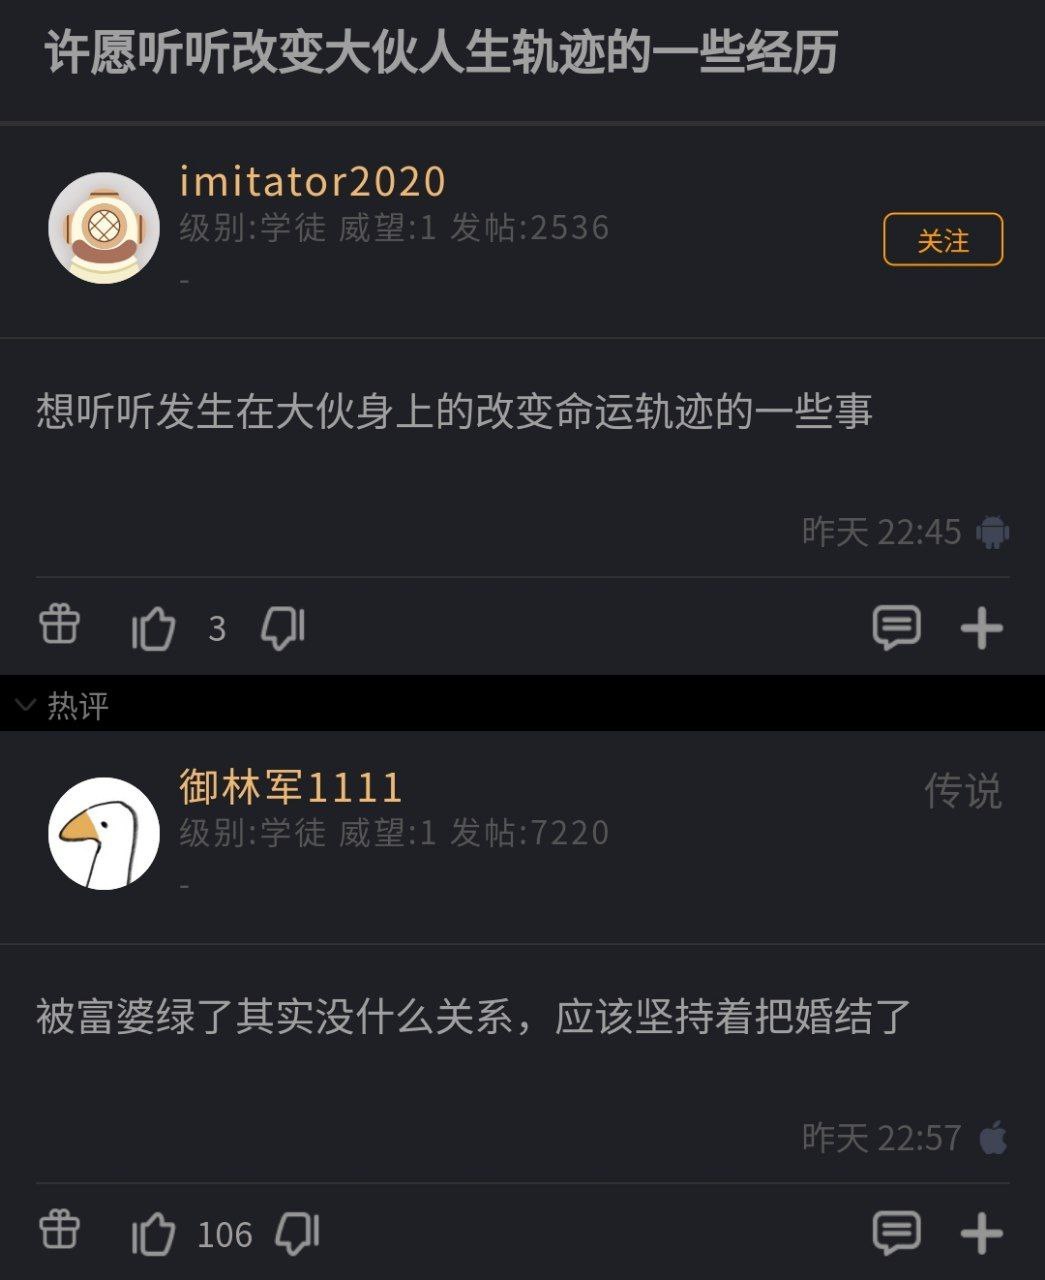 许愿听听改变大伙人生轨迹的一些经历
imitator2020
级别:学徒 威望:1 发帖:2536
-
关注
想听听发生在大伙身上的改变命运轨迹的一些事
昨天 22:45
3
热评
御林军1111
传说
级别:学徒 威望:1 发帖:7220
-
被富婆绿了其实没什么关系，应该坚持着把婚结了
昨天 22:57
106